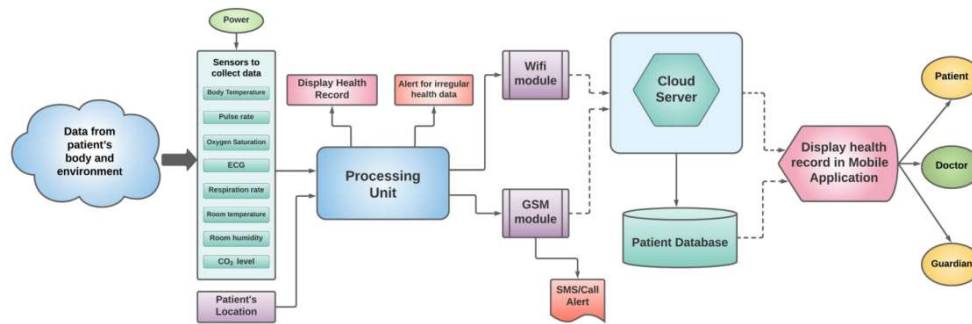 Power
Sensors to
collect data
Body Temperature
Pulse rate
Oxygen Saturation
ECG
Respiration rate
Room temperature
Room humidity
CO₂ level
Data from
patient's
body and
environment
Patient's
Location
Display Health
Record
Alert for irregular
health data
Processing
Unit
Wifi
module
GSM
module
SMS/Call
Alert
Cloud
Server
Patient Database
Display health
record in Mobile
Application
Patient
Doctor
Guardian